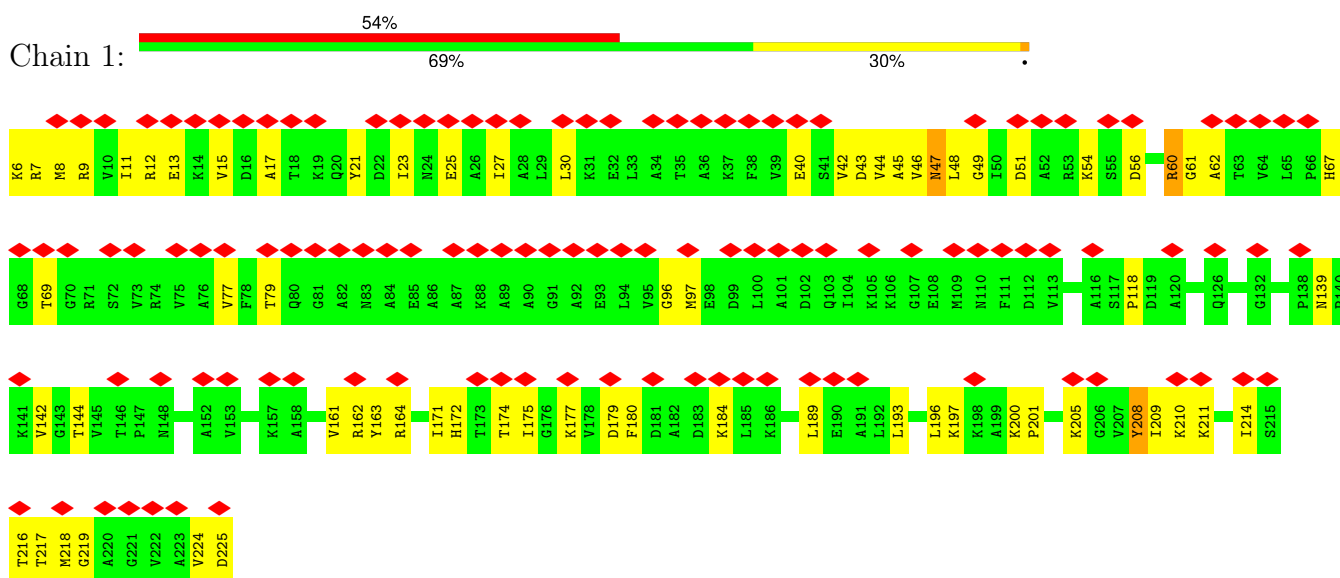 54%
Chain 1:
69% 30% •
K6 R7 M8 R9 V10 I11 R12 E13 K14 V15 D16 A17 T18 K19 Q20 Y21 D22 I23 N24 E25 A26 I27 A28 L29 L30 K31 E32 L33 A34 T35 A36 K37 F38 V39 E40 S41 V42 D43 V44 A45 V46 N47 L48 G49 I50 D51 A52 R53 K54 S55 D56 R60 G61 A62 T63 V64 L65 P66 H67
G68 T69 G70 R71 S72 V73 R74 V75 A76 V77 F78 T79 Q80 G81 A82 N83 A84 E85 A86 A87 K88 A89 A90 G91 A92 E93 L94 V95 G96 M97 E98 D99 L100 A101 D102 Q103 I104 K105 K106 G107 E108 M109 N110 F111 D112 V113 A116 S117 P118 D119 A120 Q126 G132 P138 N139 P140
K141 V142 G143 T144 V145 T146 P147 N148 A152 V153 K157 A158 V161 R162 Y163 R164 I171 H172 T173 T174 I175 G176 K177 V178 D179 F180 D181 A182 D183 K184 L185 K186 L189 E190 A191 L192 L193 L196 K197 K198 A199 K200 P201 K205 G206 V207 Y208 I209 K210 K211 I214 S215
T216 T217 M218 G219 A220 G221 V222 A223 V224 D225